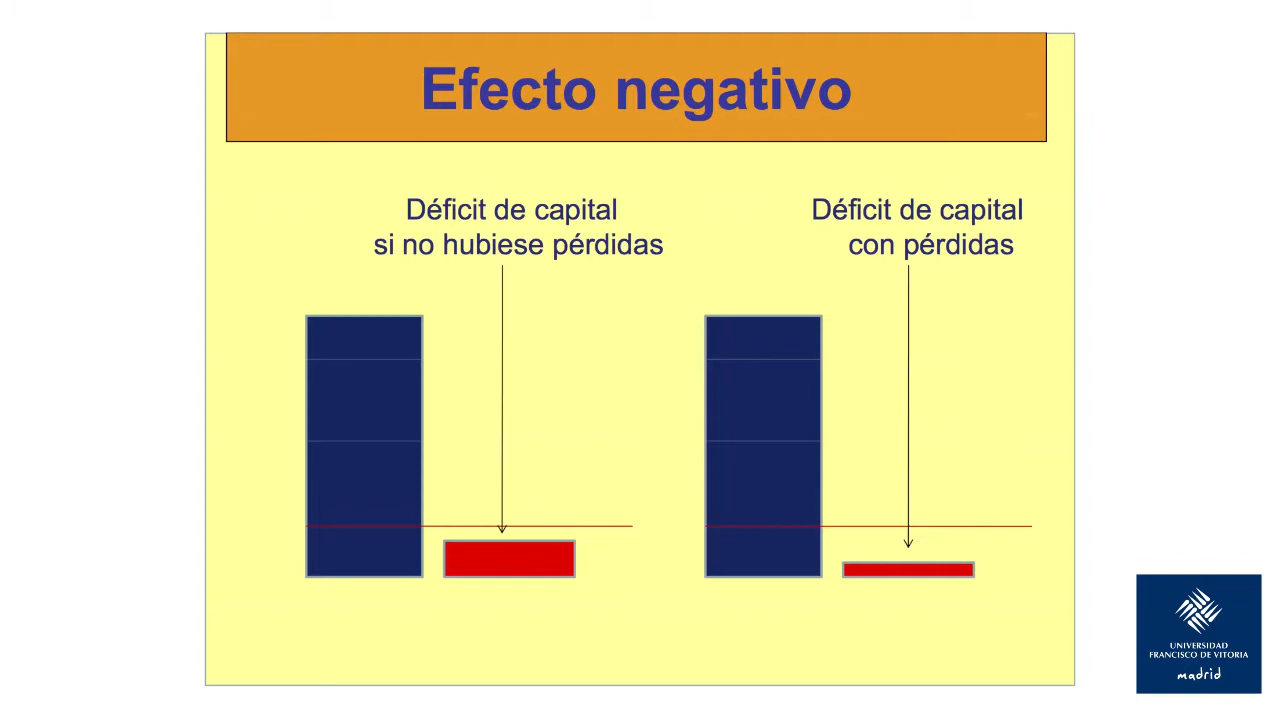 Efecto negativo
Déficit de capital
si no hubiese pérdidas
Déficit de capital
con pérdidas
UNIVERSIDAD
FRANCISCO DE VITORIA
madrid